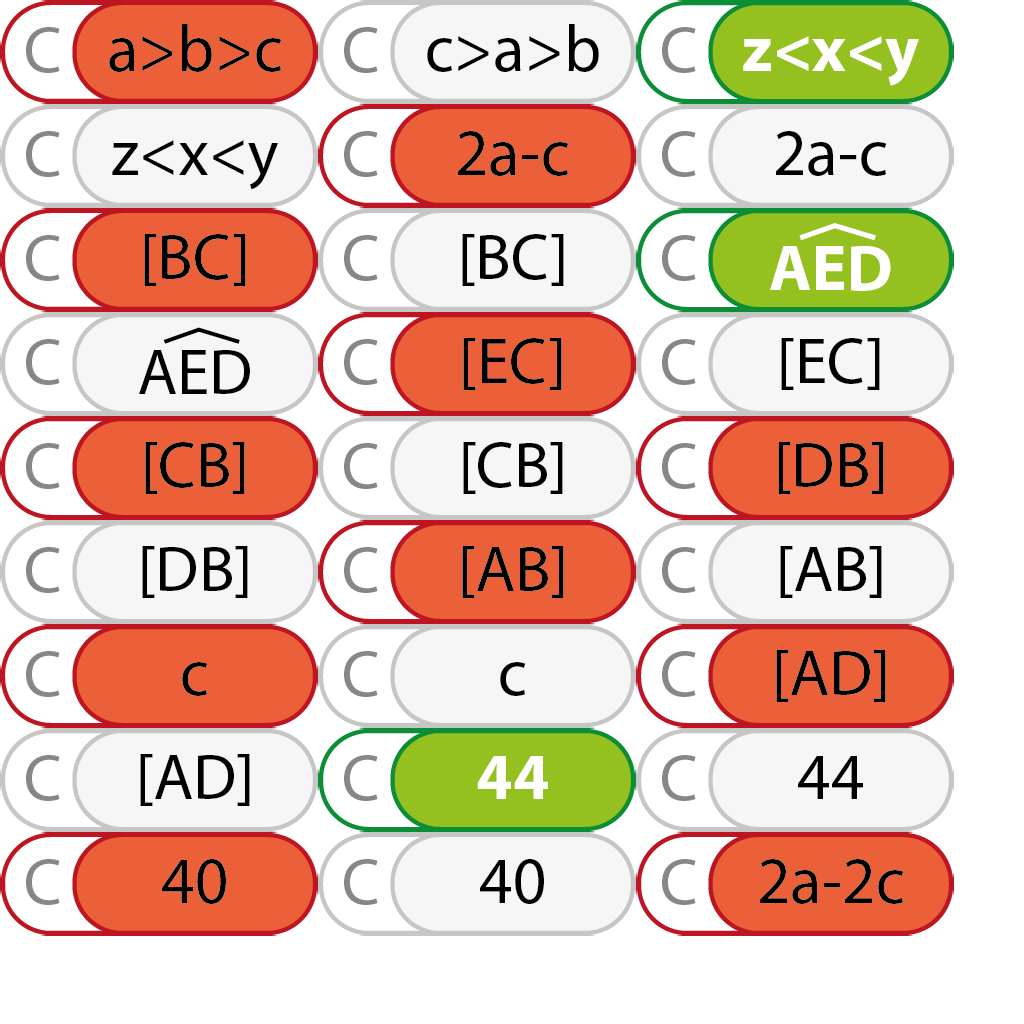 C a>b>c C c>a>b C z<x<y
C z<x<y C 2a-c C 2a-c
C [BC] C [BC] C $\widehat{AED}$
C $\widehat{AED}$ C [EC] C [EC]
C [CB] C [CB] C [DB]
C [DB] C [AB] C [AB]
C c C c C [AD]
C [AD] C 44 C 44
C 40 C 40 C 2a-2c